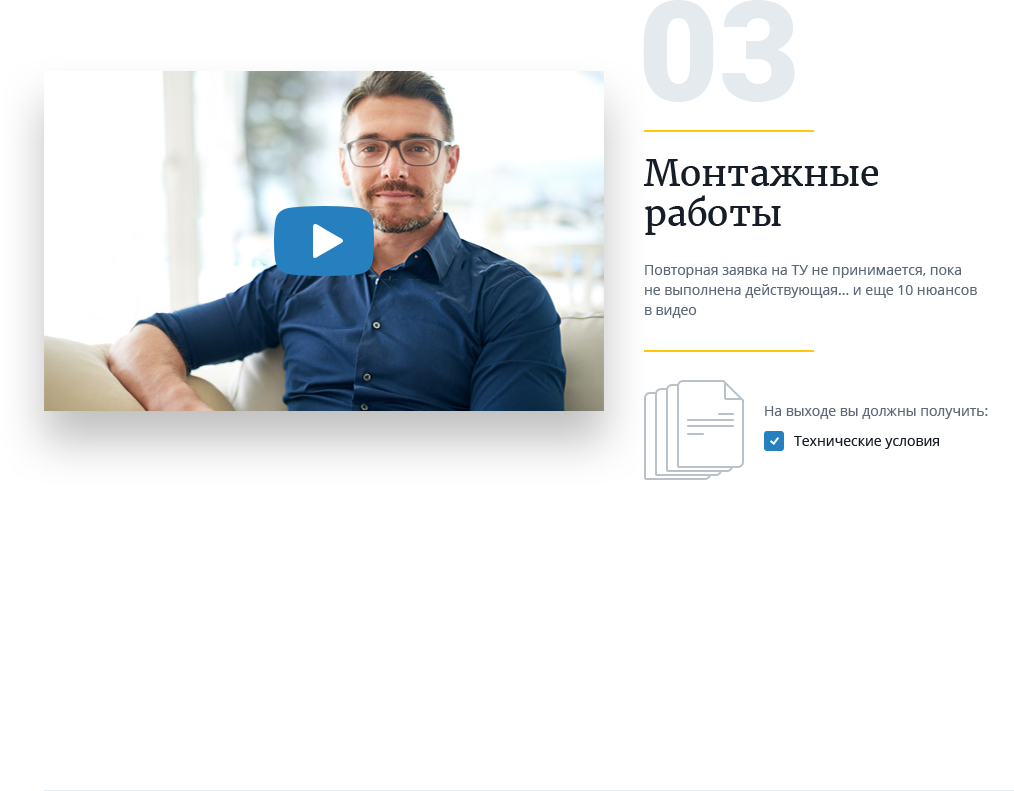 03
Монтажные
работы
Повторная заявка на ТУ не принимается, пока
не выполнена действующая... и еще 10 нюансов
в видео
На выходе вы должны получить:
Технические условия